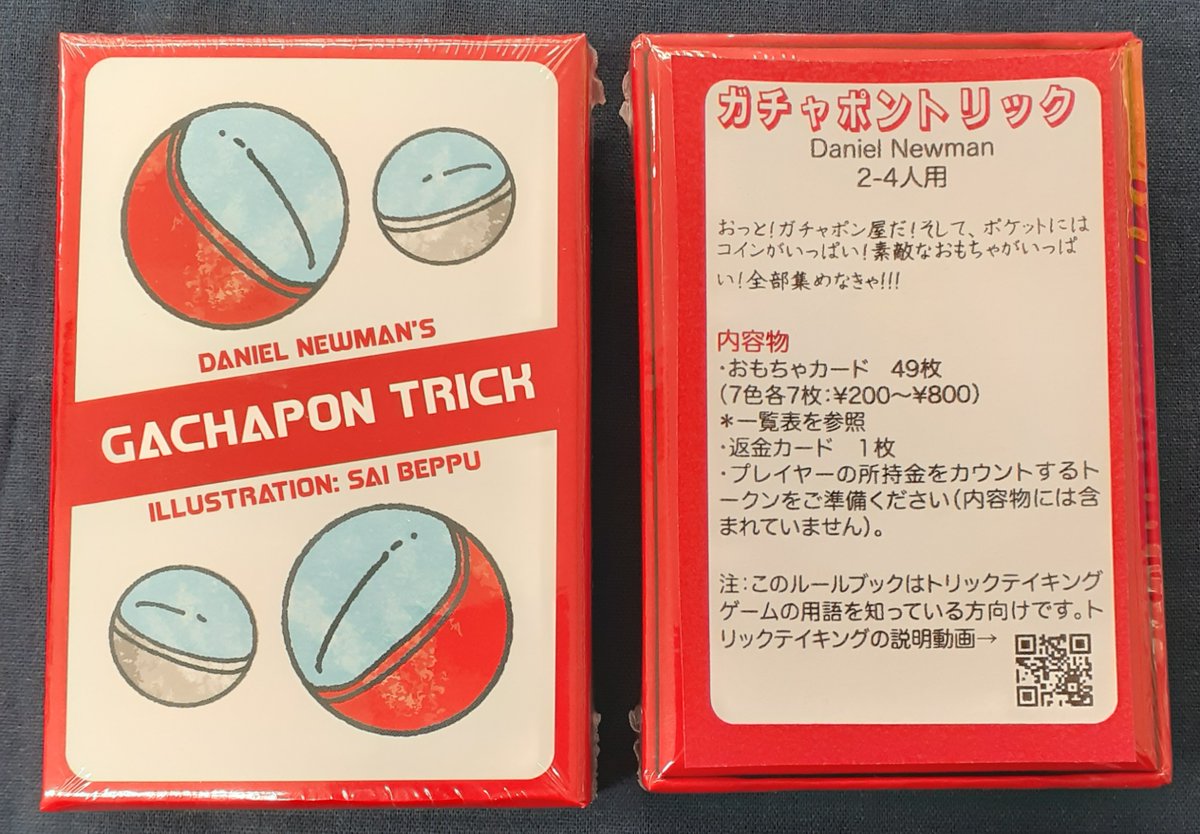 DANIEL NEWMAN'S
GACHAPON TRICK
ILLUSTRATION: SAI BEPPU
ガチャポントリック
Daniel Newman
2-4人用
おっと!ガチャポン屋だ!そして、ポケットには
コインがいっぱい!素敵なおもちゃがいっぱ
い!全部集めなきゃ!!!
内容物
・おもちゃカード　49枚
(7色各7枚:¥200〜¥800)
*一覧表を参照
・返金カード　1枚
・プレイヤーの所持金をカウントするト
ークンをご準備ください(内容物には含
まれていません)。
注:このルールブックはトリックテイキング
ゲームの用語を知っている方向けです。ト
リックテイキングの説明動画→